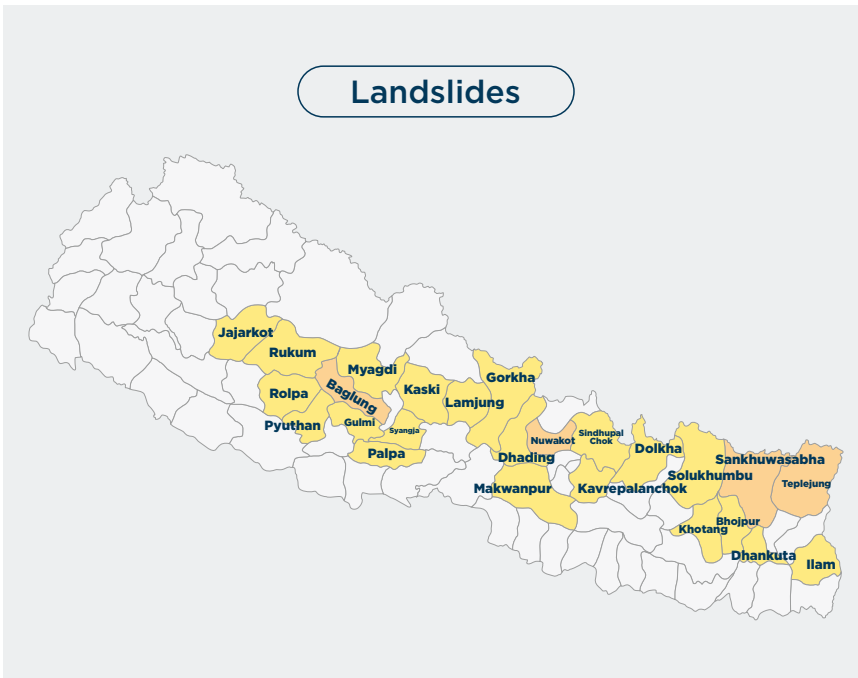 Landslides
Jajarkot
Rukum
Myagdi
Rolpa
Baglung
Kaski
Lamjung
Gorkha
Pyuthan
Gulmi
Syangja
Palpa
Dhading
Nuwakot
Sindhupal
Chok
Dolkha
Makwanpur
Kavrepalanchok
Solukhumbu
Sankhuwasabha
Teplejung
Khotang
Bhojpur
Dhankuta
Ilam